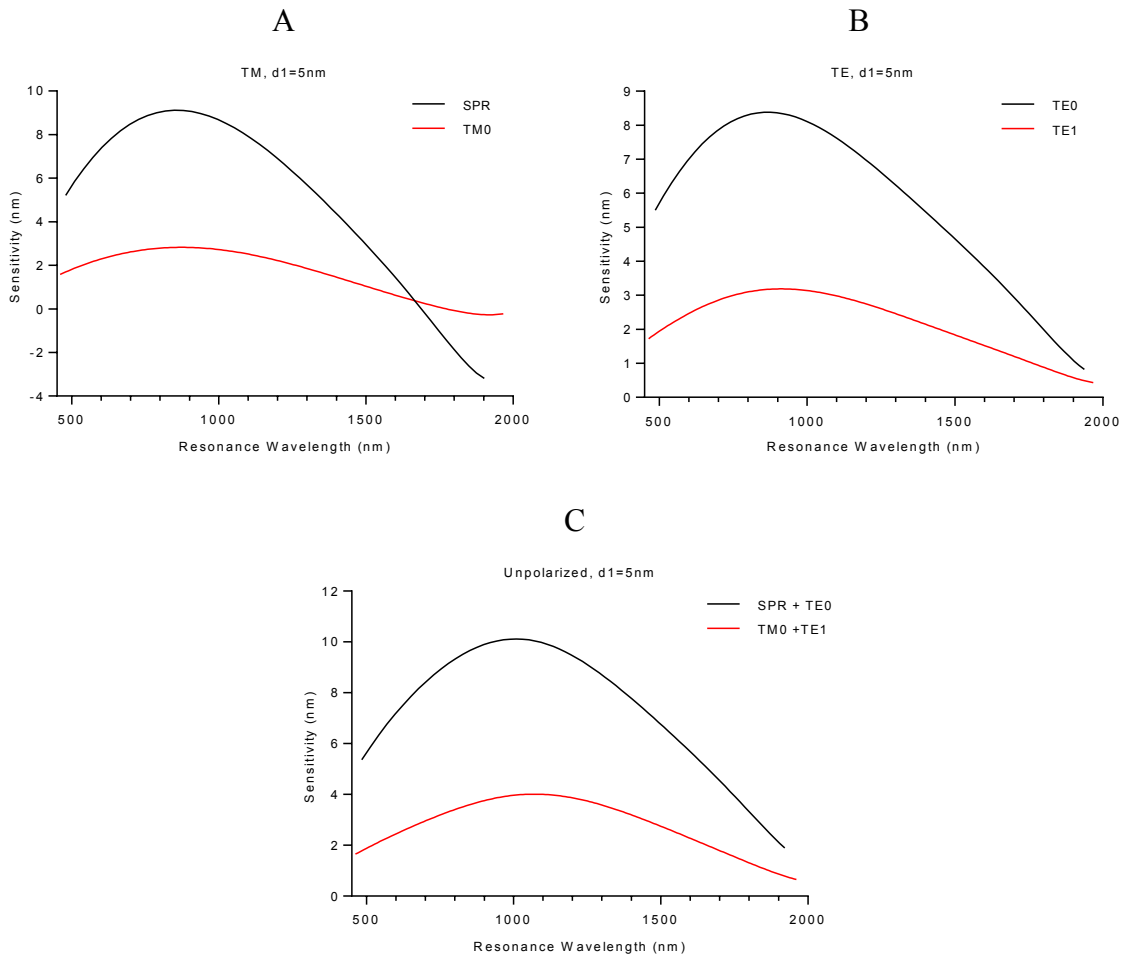 A
TM, d1=5nm
10
8
6
4
2
0
-2
-4
Sensitivity (nm)
500
1000
1500
2000
Resonance Wavelength (nm)
SPR
TM0
B
TE, d1=5nm
9
8
7
6
5
4
3
2
1
0
Sensitivity (nm)
500
1000
1500
2000
Resonance Wavelength (nm)
TE0
TE1
C
Unpolarized, d1=5nm
12
10
8
6
4
2
0
Sensitivity (nm)
500
1000
1500
2000
Resonance Wavelength (nm)
SPR + TE0
TM0 +TE1